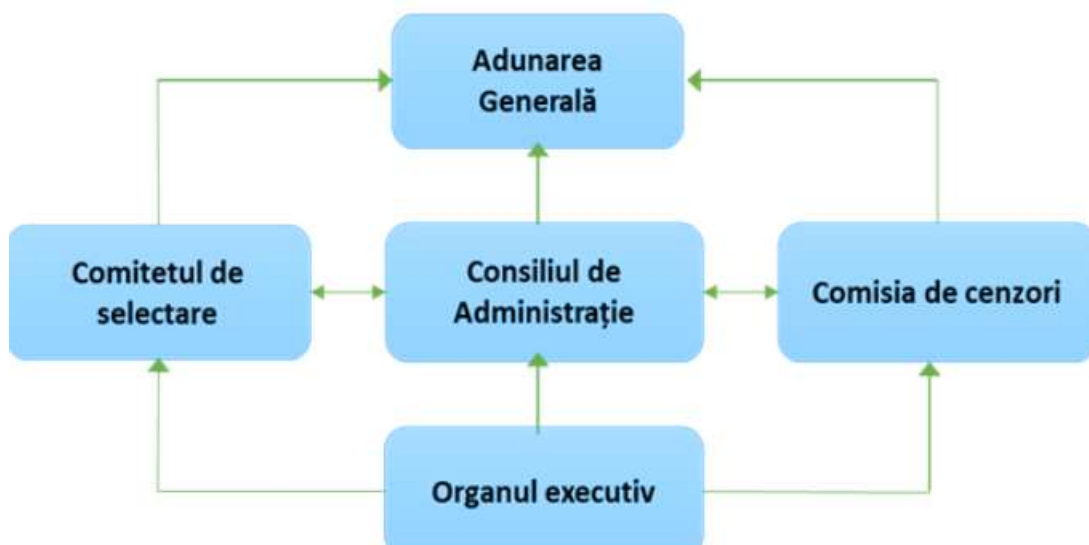 Adunarea
Generală
Comitetul de
selectare
Consiliul de
Administrație
Comisia de cenzori
Organul executiv